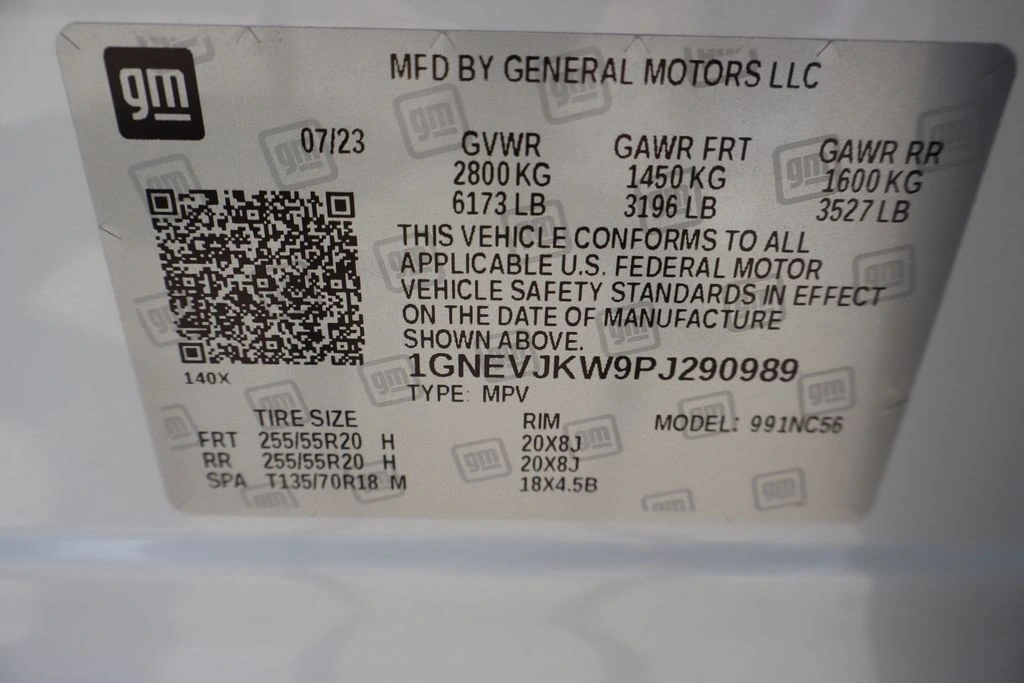 gm
MFD BY GENERAL MOTORS LLC
07/23 GVWR GAWR FRT GAWR RR
2800 KG 1450 KG 1600 KG
6173 LB 3196 LB 3527 LB
THIS VEHICLE CONFORMS TO ALL
APPLICABLE U.S. FEDERAL MOTOR
VEHICLE SAFETY STANDARDS IN EFFECT
ON THE DATE OF MANUFACTURE
SHOWN ABOVE.
1GNEVJKW9PJ290989
140X
TYPE: MPV
TIRE SIZE RIM MODEL: 991NC56
FRT 255/55R20 H 20X8J
RR 255/55R20 H 20X8J
SPA T135/70R18 M 18X4.5B